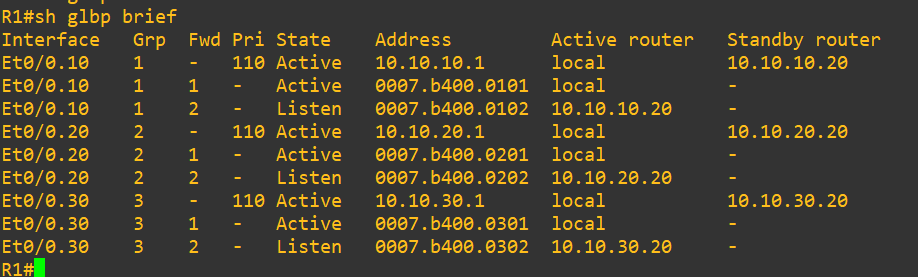 R1#sh glbp brief
Interface   Grp  Fwd Pri State    Address         Active router   Standby router
Et0/0.10    1    -   110 Active   10.10.10.1      local           10.10.10.20
Et0/0.10    1    1   -   Active   0007.b400.0101  local           -
Et0/0.10    1    2   -   Listen   0007.b400.0102  10.10.10.20     -
Et0/0.20    2    -   110 Active   10.10.20.1      local           10.10.20.20
Et0/0.20    2    1   -   Active   0007.b400.0201  local           -
Et0/0.20    2    2   -   Listen   0007.b400.0202  10.10.20.20     -
Et0/0.30    3    -   110 Active   10.10.30.1      local           10.10.30.20
Et0/0.30    3    1   -   Active   0007.b400.0301  local           -
Et0/0.30    3    2   -   Listen   0007.b400.0302  10.10.30.20     -
R1#